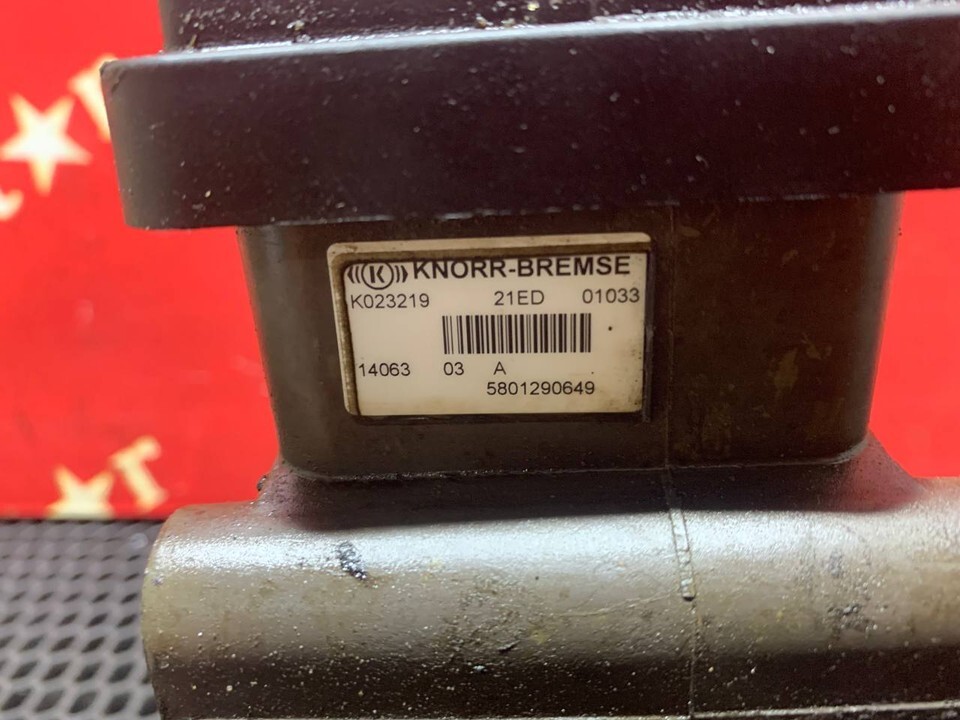 ((K)) KNORR-BREMSE
K023219 21ED 01033
14063 03 A
5801290649